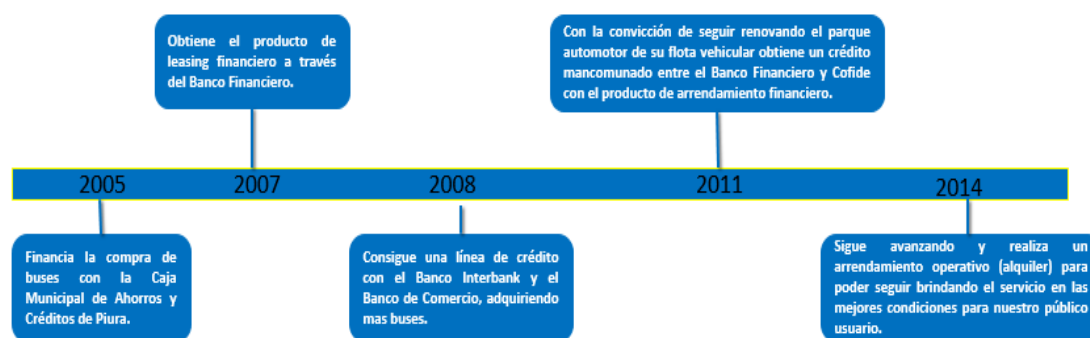 Obtiene el producto de
leasing financiero a través
del Banco Financiero.
Con la convicción de seguir renovando el parque
automotor de su flota vehicular obtiene un crédito
mancomunado entre el Banco Financiero y Cofide
con el producto de arrendamiento financiero.
2005
2007
2008
2011
2014
Financia la compra de
buses con la Caja
Municipal de Ahorros y
Créditos de Piura.
Consigue una línea de crédito
con el Banco Interbank y el
Banco de Comercio, adquiriendo
mas buses.
Sigue avanzando y realiza un
arrendamiento operativo (alquiler) para
poder seguir brindando el servicio en las
mejores condiciones para nuestro público
usuario.